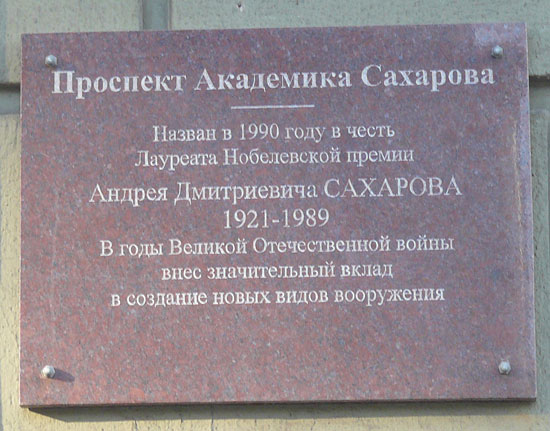 Проспект Академика Сахарова
Назван в 1990 году в честь
Лауреата Нобелевской премии
Андрея Дмитриевича САХАРОВА
1921-1989
В годы Великой Отечественной войны
внес значительный вклад
в создание новых видов вооружения